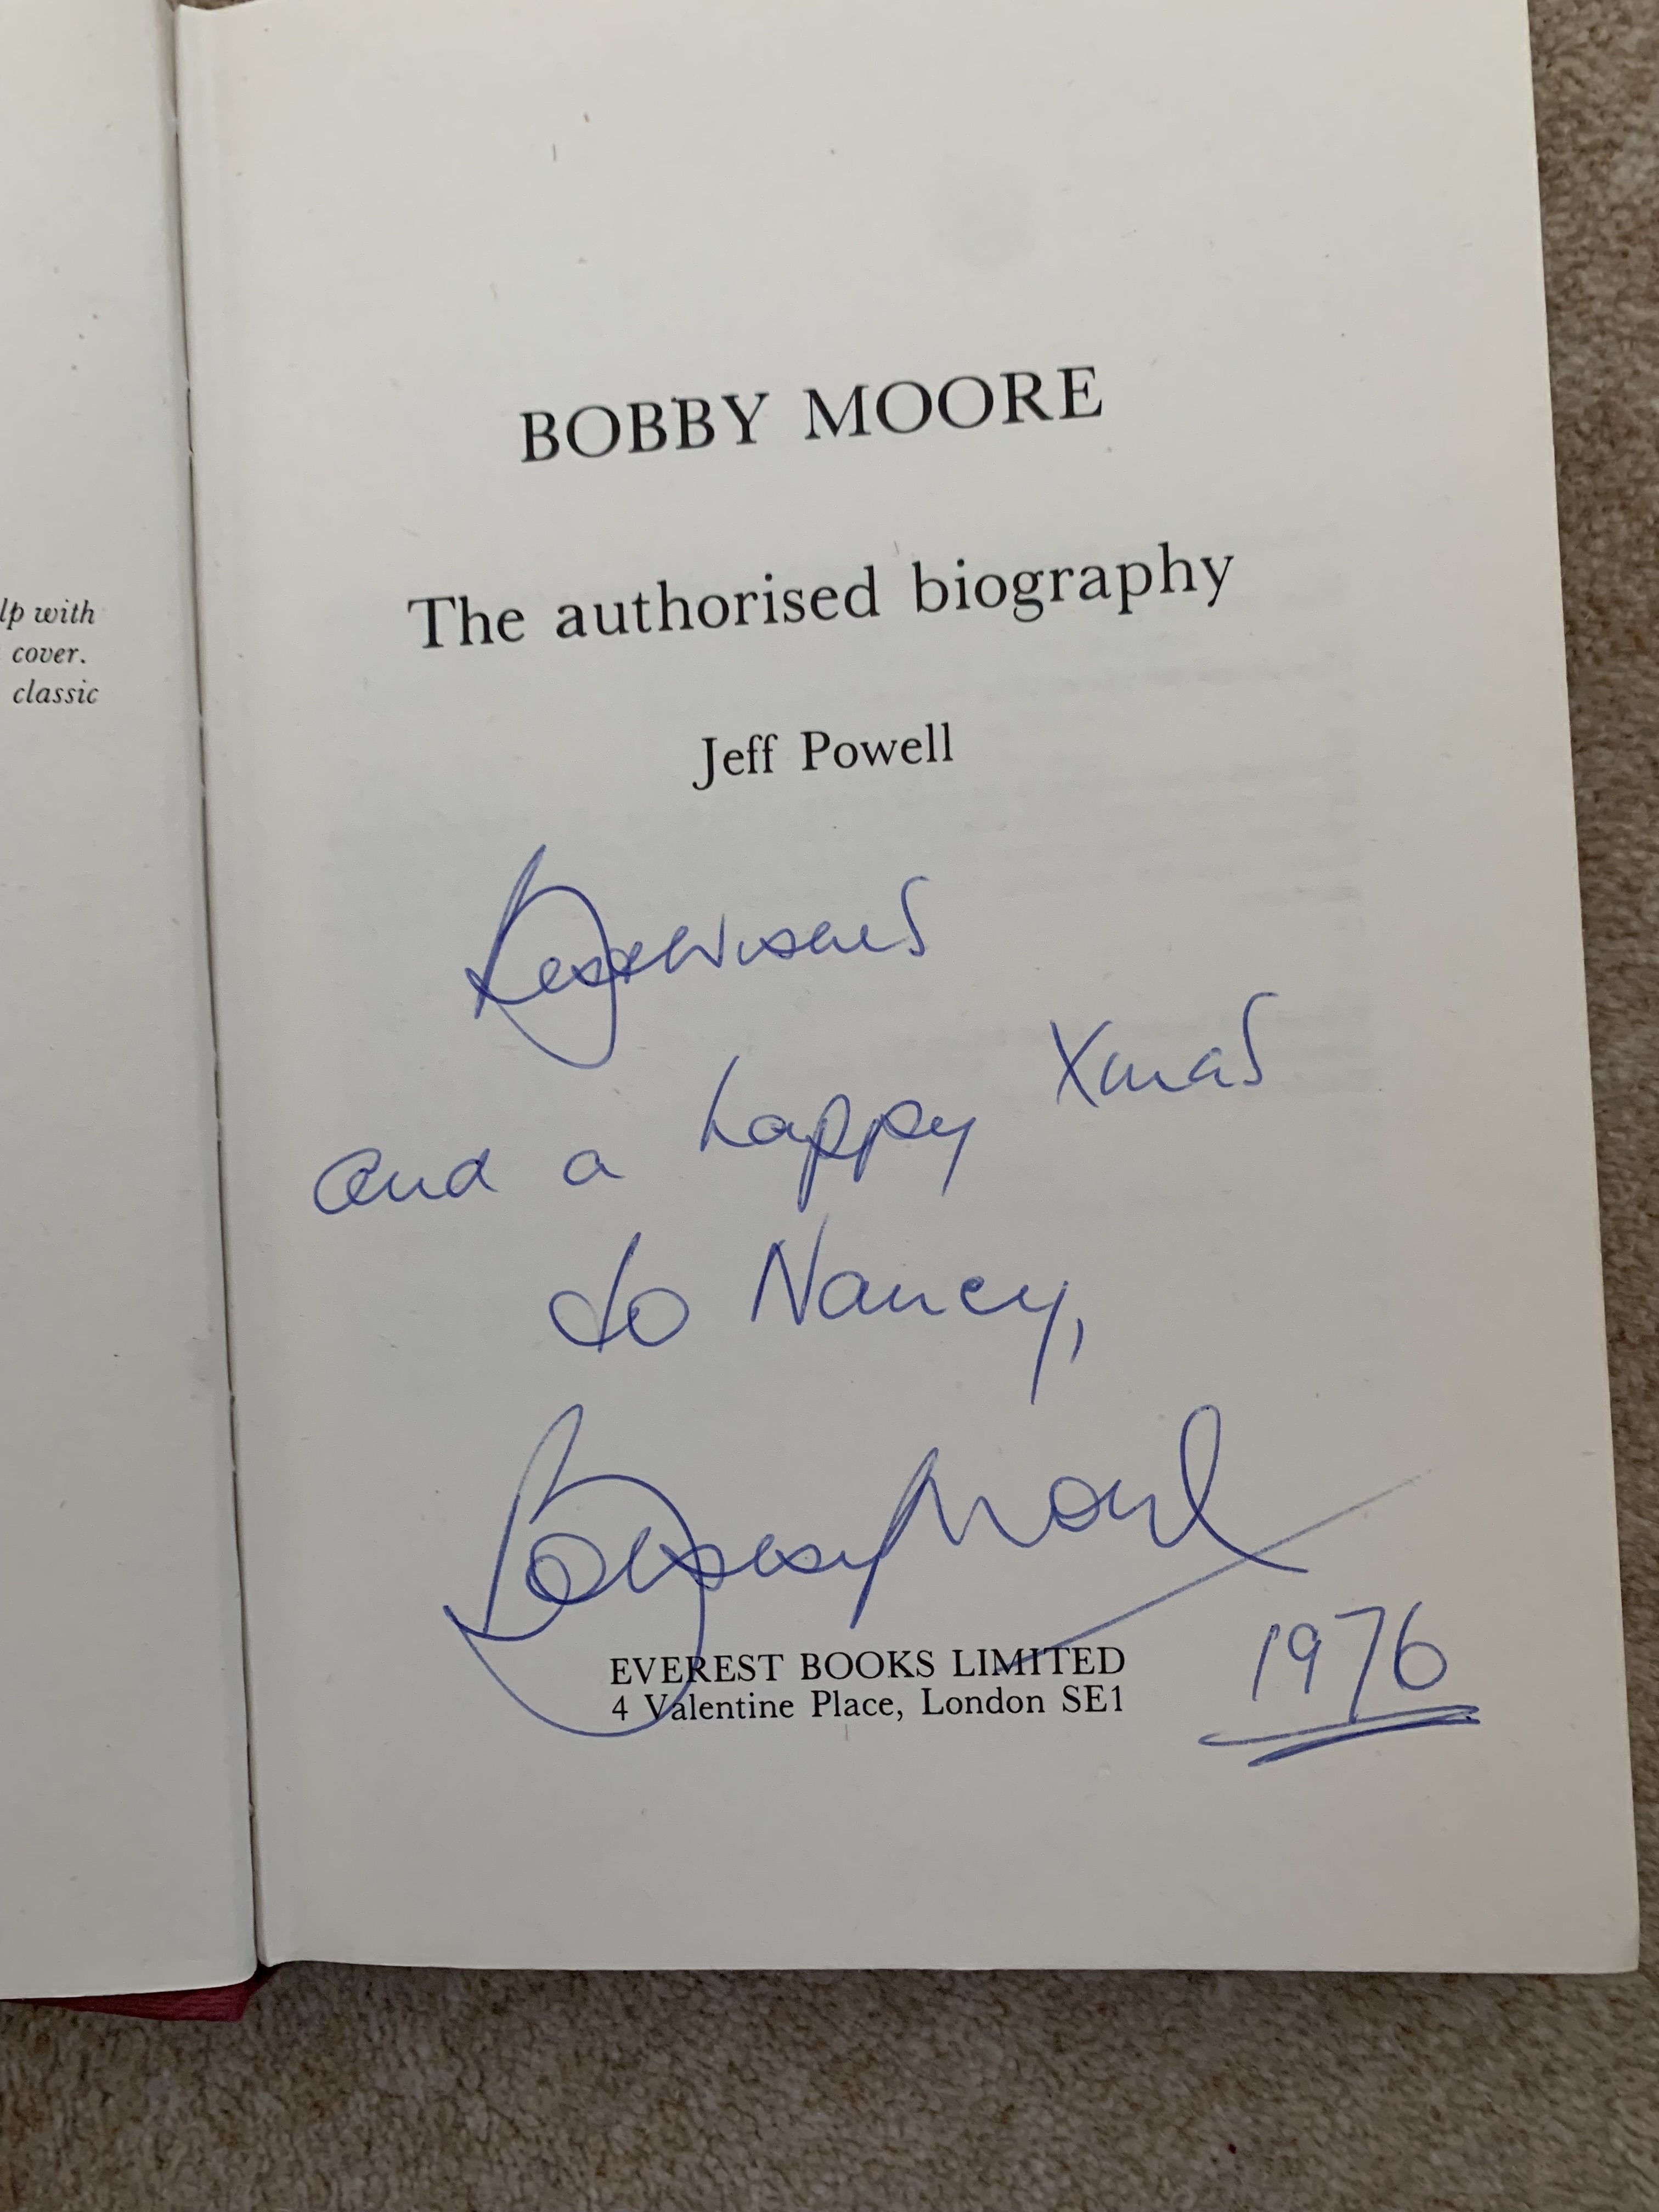 lp with
cover.
classic
BOBBY MOORE
The authorised biography
Jeff Powell
Best wishes
and a happy Xmas
to Nancy,
Bobby Moore
EVEREST BOOKS LIMITED
4 Valentine Place, London SE1
1976